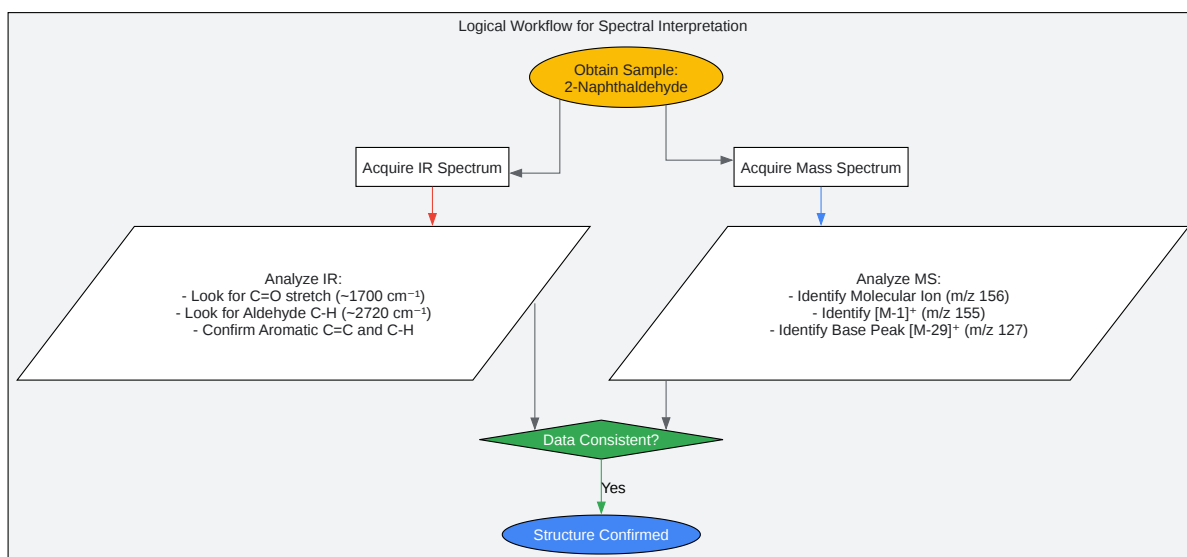 Logical Workflow for Spectral Interpretation
Obtain Sample:
2-Naphthaldehyde
Acquire IR Spectrum
Acquire Mass Spectrum
Analyze IR:
- Look for C=O stretch (~1700 cm⁻¹)
- Look for Aldehyde C-H (~2720 cm⁻¹)
- Confirm Aromatic C=C and C-H
Analyze MS:
- Identify Molecular Ion (m/z 156)
- Identify [M-1]⁺ (m/z 155)
- Identify Base Peak [M-29]⁺ (m/z 127)
Data Consistent?
Yes
Structure Confirmed